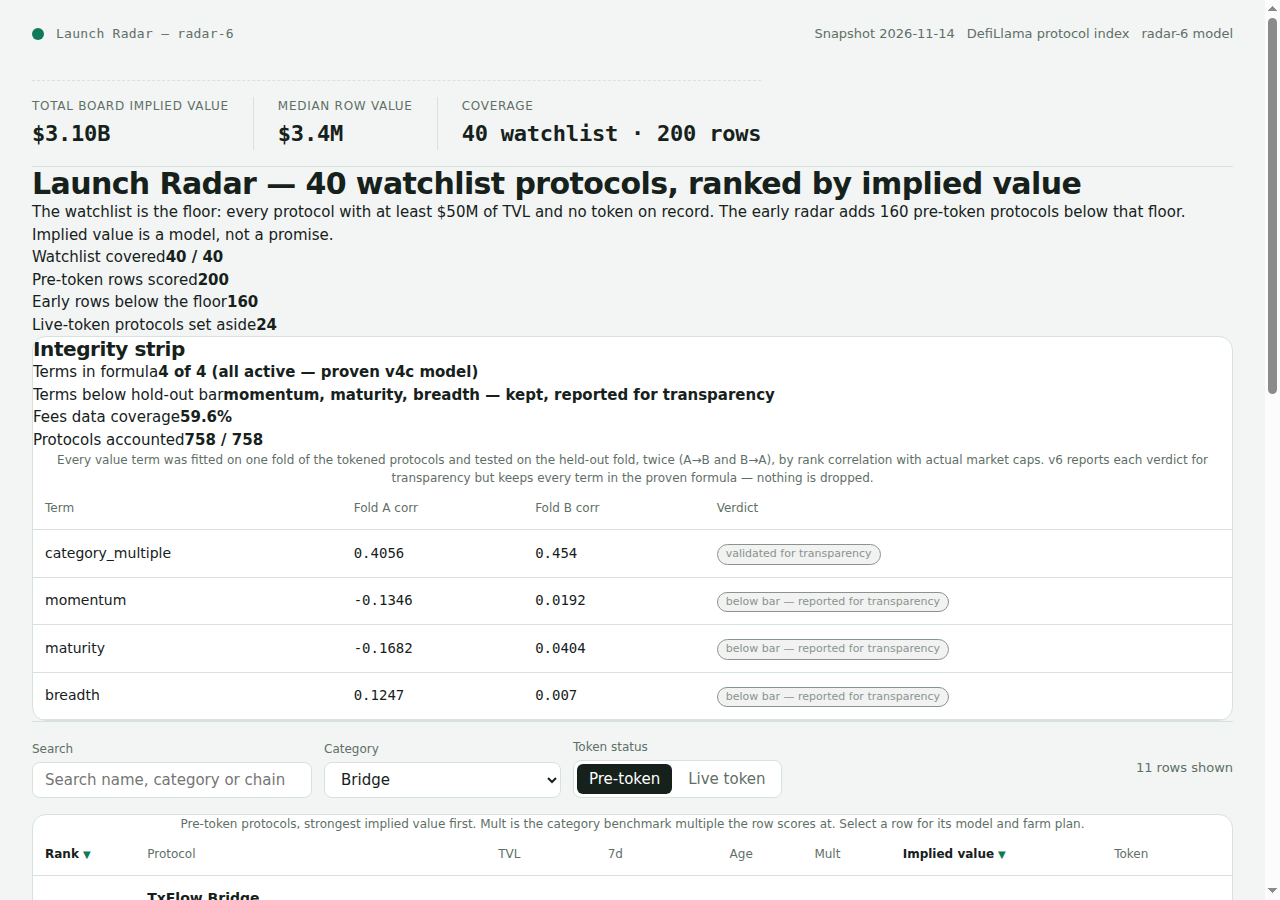 Launch Radar — radar-6
Snapshot 2026-11-14 DefiLlama protocol index radar-6 model
TOTAL BOARD IMPLIED VALUE MEDIAN ROW VALUE COVERAGE
$3.10B $3.4M 40 watchlist · 200 rows
Launch Radar — 40 watchlist protocols, ranked by implied value
The watchlist is the floor: every protocol with at least $50M of TVL and no token on record. The early radar adds 160 pre-token protocols below that floor.
Implied value is a model, not a promise.
Watchlist covered40 / 40
Pre-token rows scored200
Early rows below the floor160
Live-token protocols set aside24
Integrity strip
Terms in formula4 of 4 (all active — proven v4c model)
Terms below hold-out barmomentum, maturity, breadth — kept, reported for transparency
Fees data coverage59.6%
Protocols accounted758 / 758
Every value term was fitted on one fold of the tokened protocols and tested on the held-out fold, twice (A→B and B→A), by rank correlation with actual market caps. v6 reports each verdict for
transparency but keeps every term in the proven formula — nothing is dropped.
Term Fold A corr Fold B corr Verdict
category_multiple 0.4056 0.454 validated for transparency
momentum -0.1346 0.0192 below bar — reported for transparency
maturity -0.1682 0.0404 below bar — reported for transparency
breadth 0.1247 0.007 below bar — reported for transparency
Search Category Token status
Search name, category or chain Bridge Pre-token Live token 11 rows shown
Pre-token protocols, strongest implied value first. Mult is the category benchmark multiple the row scores at. Select a row for its model and farm plan.
Rank ▼ Protocol TVL 7d Age Mult Implied value ▼ Token
TxFlow Bridge